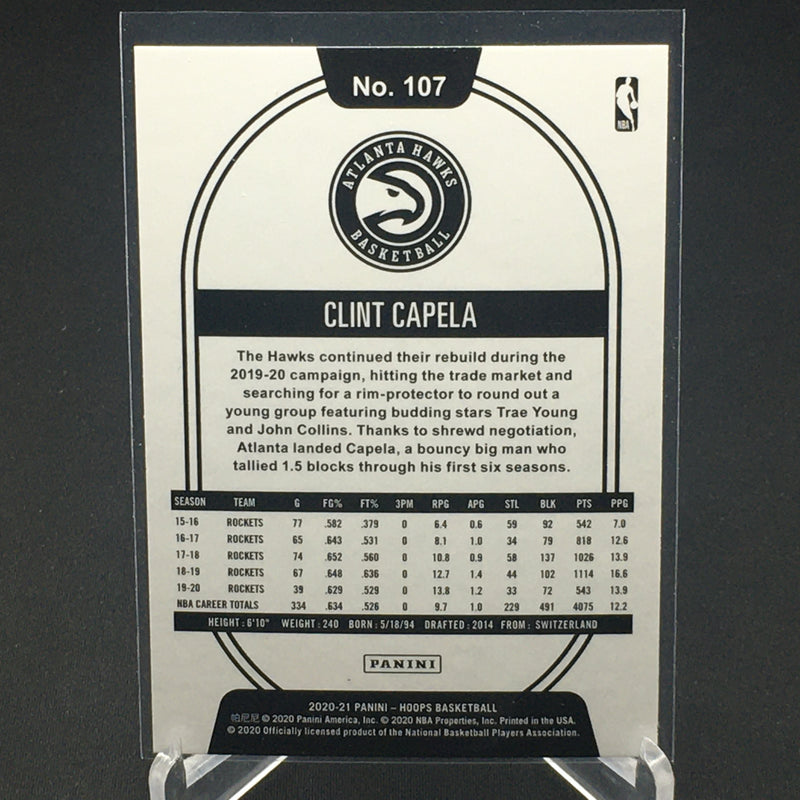 No. 107
NBA
ATLANTA HAWKS
BASKETBALL
CLINT CAPELA
The Hawks continued their rebuild during the
2019-20 campaign, hitting the trade market and
searching for a rim-protector to round out a
young group featuring budding stars Trae Young
and John Collins. Thanks to shrewd negotiation,
Atlanta landed Capela, a bouncy big man who
tallied 1.5 blocks through his first six seasons.
SEASON TEAM G FG% FT% 3PM RPG APG STL BLK PTS PPG
15-16 ROCKETS 77 .582 .379 0 6.4 0.6 59 92 542 7.0
16-17 ROCKETS 65 .643 .531 0 8.1 1.0 34 79 818 12.6
17-18 ROCKETS 74 .652 .560 0 10.8 0.9 58 137 1026 13.9
18-19 ROCKETS 67 .648 .636 0 12.7 1.4 44 102 1114 16.6
19-20 ROCKETS 39 .629 .529 0 13.8 1.2 33 72 543 13.9
NBA CAREER TOTALS 334 .634 .526 0 9.7 1.0 229 491 4075 12.2
HEIGHT: 6'10" WEIGHT: 240 BORN: 5/18/94 DRAFTED: 2014 FROM: SWITZERLAND
PANINI
2020-21 PANINI – HOOPS BASKETBALL
帕尼尼 © 2020 Panini America, Inc. © 2020 NBA Properties, Inc. Printed in the USA.
© 2020 Officially licensed product of the National Basketball Players Association.